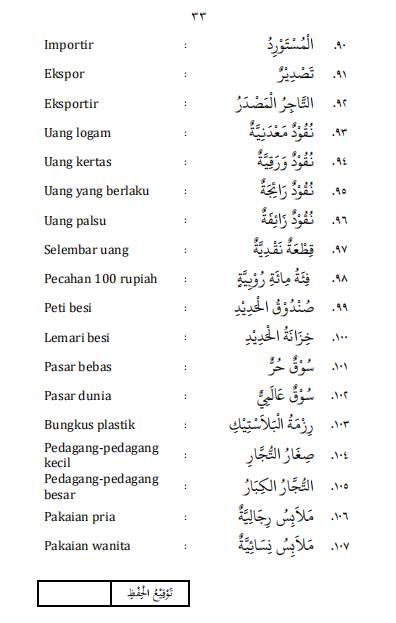 ٣٣
Importir : الْمُسْتَوْرِدُ .٩٠
Ekspor : تَصْدِيْرٌ .٩١
Eksportir : التَّاجِرُ الْمَصْدَرُ .٩٢
Uang logam : نُقُوْدٌ مَعْدَنِيَّةٌ .٩٣
Uang kertas : نُقُوْدٌ وَرَقِيَّةٌ .٩٤
Uang yang berlaku : نُقُوْدٌ رَائِجَةٌ .٩٥
Uang palsu : نُقُوْدٌ زَائِفَةٌ .٩٦
Selembar uang : قِطْعَةٌ نَقْدِيَّةٌ .٩٧
Pecahan 100 rupiah : فِئَةُ مِائَةِ رُوْبِيَّةٍ .٩٨
Peti besi : صُنْدُوْقُ الْحَدِيْدِ .٩٩
Lemari besi : خِزَانَةُ الْحَدِيْدِ .١٠٠
Pasar bebas : سُوْقٌ حُرٌّ .١٠١
Pasar dunia : سُوْقٌ عَالَمِيٌّ .١٠٢
Bungkus plastik : رِزْمَةُ الْبَلَاسْتِيْكِ .١٠٣
Pedagang-pedagang
kecil : صِغَارُ التُّجَّارِ .١٠٤
Pedagang-pedagang
besar : التُّجَّارُ الكِبَارُ .١٠٥
Pakaian pria : مَلَابِسُ رِجَالِيَّةٌ .١٠٦
Pakaian wanita : مَلَابِسُ نِسَائِيَّةٌ .١٠٧
تَوْقِيْعُ الْحِفْظِ